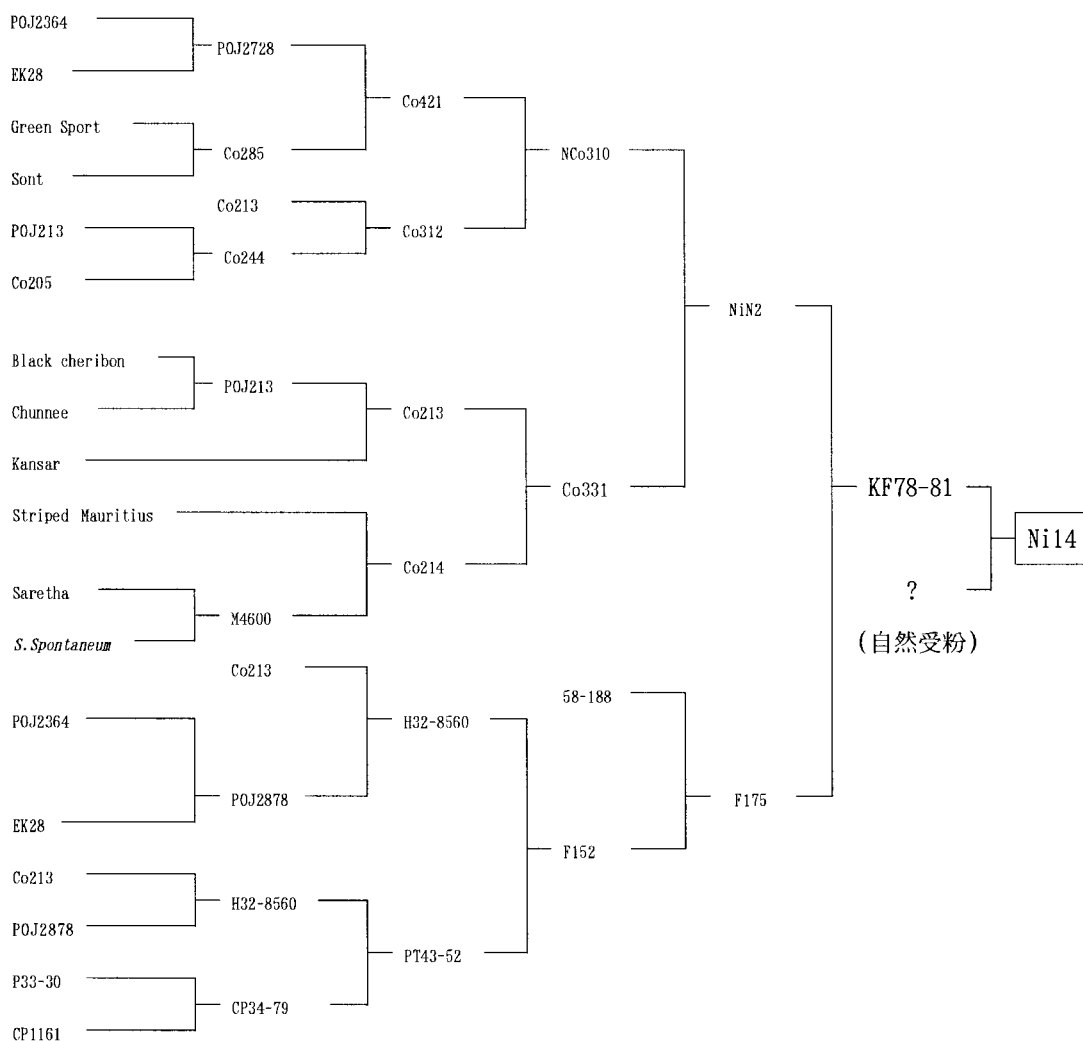 POJ2364
POJ2728
EK28
Co421
Green Sport
Co285
NCo310
Sont
Co213
POJ213
Co312
Co244
Co205
NiN2
Black cheribon
POJ213
Chunnee
Co213
Kansar
Co331
KF78-81
Striped Mauritius
Ni14
Co214
Saretha
?
M4600
S.Spontaneum
(自然受粉)
Co213
58-188
POJ2364
H32-8560
POJ2878
F175
EK28
F152
Co213
H32-8560
POJ2878
PT43-52
P33-30
CP34-79
CP1161